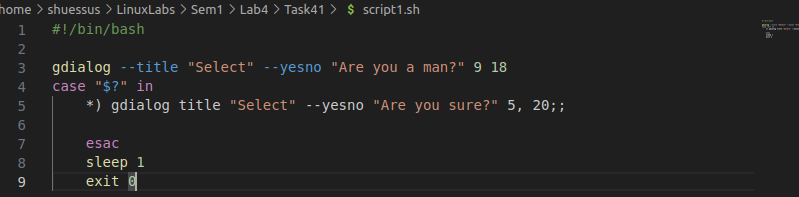 home > shuessus > LinuxLabs > Sem1 > Lab4 > Task41 > $ script1.sh
1 #!/bin/bash
2
3 gdialog --title "Select" --yesno "Are you a man?" 9 18
4 case "$?" in
5 *) gdialog title "Select" --yesno "Are you sure?" 5, 20;;
6
7 esac
8 sleep 1
9 exit 0